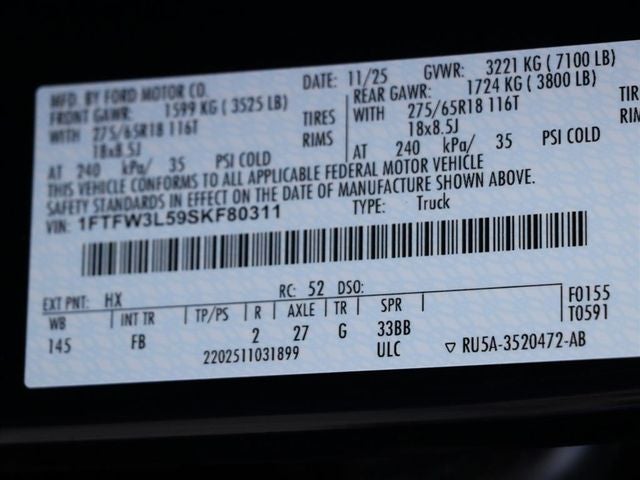 MFD. BY FORD MOTOR CO.
DATE: 11/25
GVWR: 3221 KG ( 7100 LB)
FRONT GAWR: 1599 KG ( 3525 LB)
REAR GAWR: 1724 KG ( 3800 LB)
WITH 275/65R18 116T TIRES
WITH 275/65R18 116T TIR
18x8.5J RIMS
18x8.5J RIM
AT 240 kPa/ 35 PSI COLD
AT 240 kPa/ 35 PSI COLD
THIS VEHICLE CONFORMS TO ALL APPLICABLE FEDERAL MOTOR VEHICLE
SAFETY STANDARDS IN EFFECT ON THE DATE OF MANUFACTURE SHOWN ABOVE.
VIN: 1FTFW3L59SKF80311 TYPE: Truck
EXT PNT: HX RC: 52 DSO:
WB INT TR TP/PS R AXLE TR SPR F0155
145 FB 2 27 G 33BB T0591
2202511031899 ULC ▽ RU5A-3520472-AB